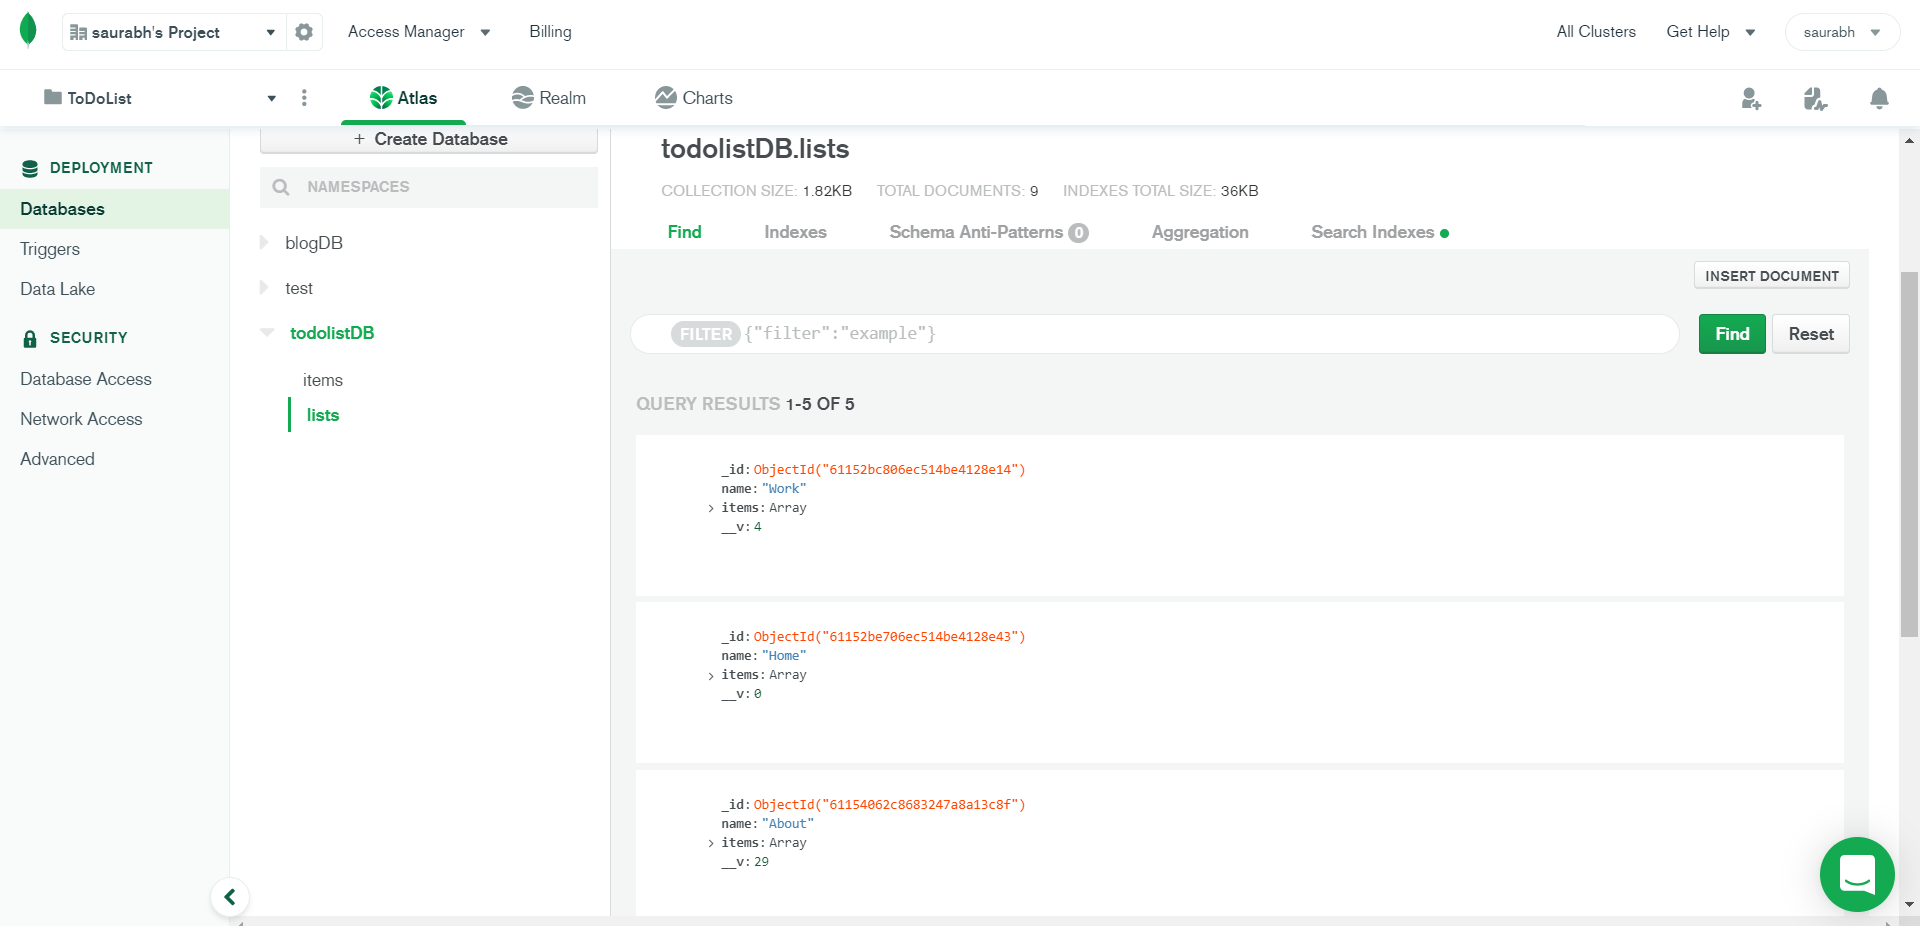 saurabh's Project
Access Manager
Billing
All Clusters
Get Help
saurabh
ToDoList
Atlas
Realm
Charts
DEPLOYMENT
Databases
Triggers
Data Lake
SECURITY
Database Access
Network Access
Advanced
+ Create Database
NAMESPACES
blogDB
test
todolistDB
items
lists
todolistDB.lists
COLLECTION SIZE: 1.82KB TOTAL DOCUMENTS: 9 INDEXES TOTAL SIZE: 36KB
Find Indexes Schema Anti-Patterns 0 Aggregation Search Indexes
INSERT DOCUMENT
FILTER {"filter":"example"}
Find Reset
QUERY RESULTS 1-5 OF 5
_id: ObjectId("61152bc806ec514be4128e14")
name: "Work"
> items: Array
__v: 4
_id: ObjectId("61152be706ec514be4128e43")
name: "Home"
> items: Array
__v: 0
_id: ObjectId("61154062c8683247a8a13c8f")
name: "About"
> items: Array
__v: 29